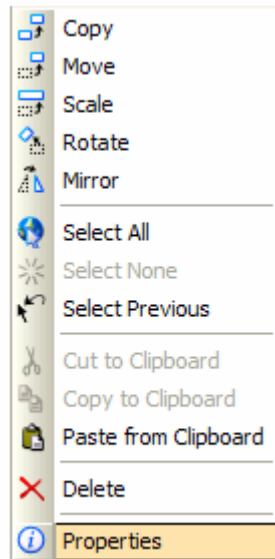 Copy
Move
Scale
Rotate
Mirror
Select All
Select None
Select Previous
Cut to Clipboard
Copy to Clipboard
Paste from Clipboard
Delete
Properties